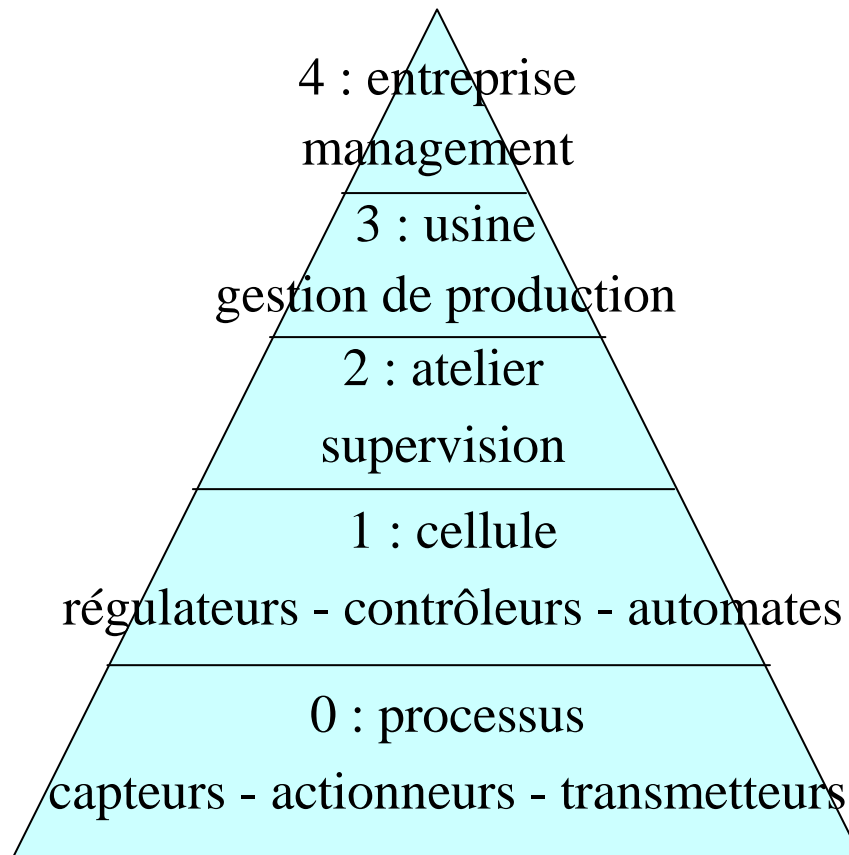 4 : entreprise
management
3 : usine
gestion de production
2 : atelier
supervision
1 : cellule
régulateurs - contrôleurs - automates
0 : processus
capteurs - actionneurs - transmetteurs